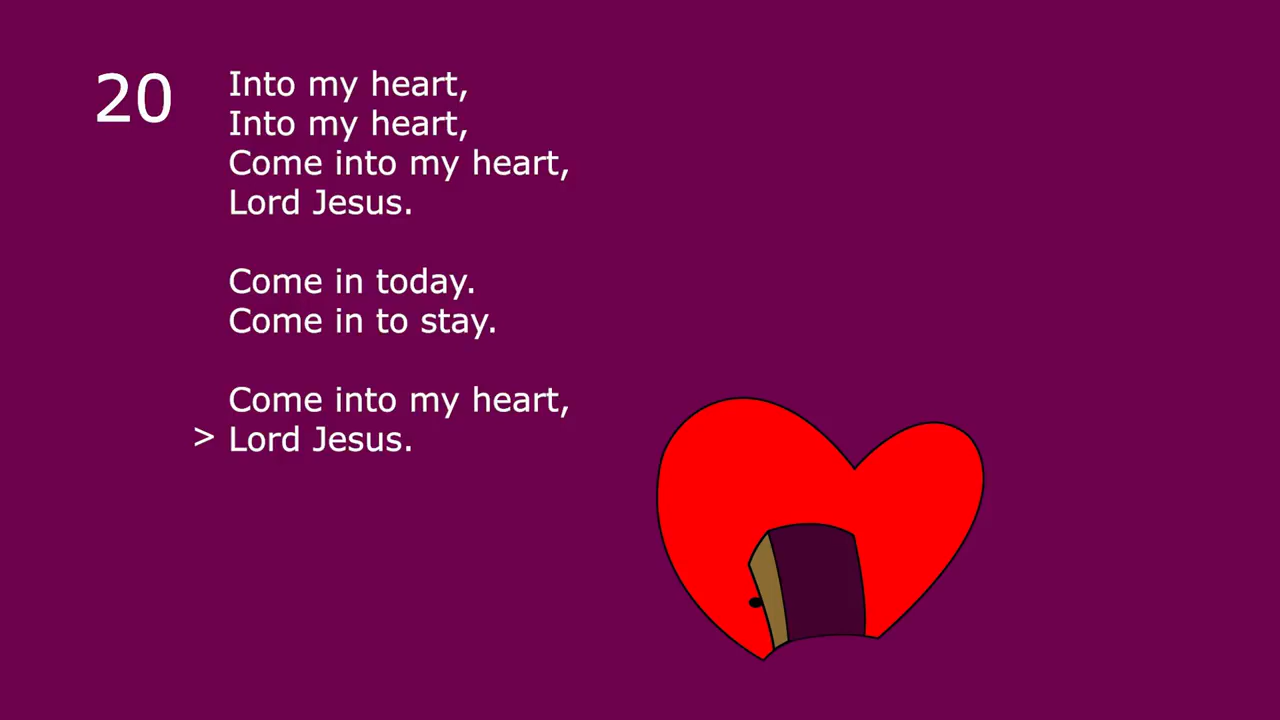 20
Into my heart,
Into my heart,
Come into my heart,
Lord Jesus.
Come in today.
Come in to stay.
Come into my heart,
> Lord Jesus.